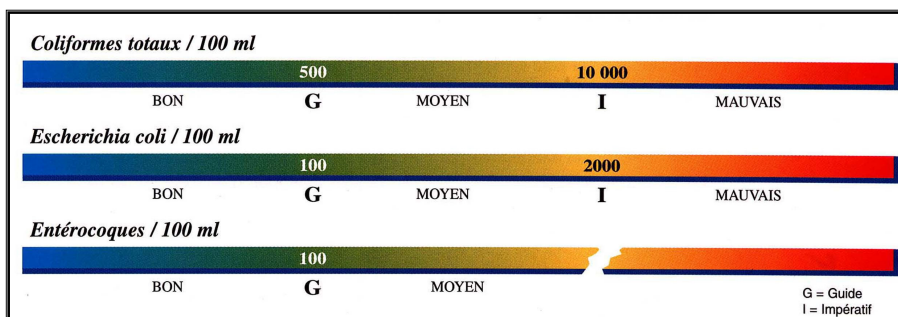 Coliformes totaux / 100 ml
500 10 000
BON G MOYEN I MAUVAIS
Escherichia coli / 100 ml
100 2000
BON G MOYEN I MAUVAIS
Entérocoques / 100 ml
100
BON G MOYEN
G = Guide
I = Impératif